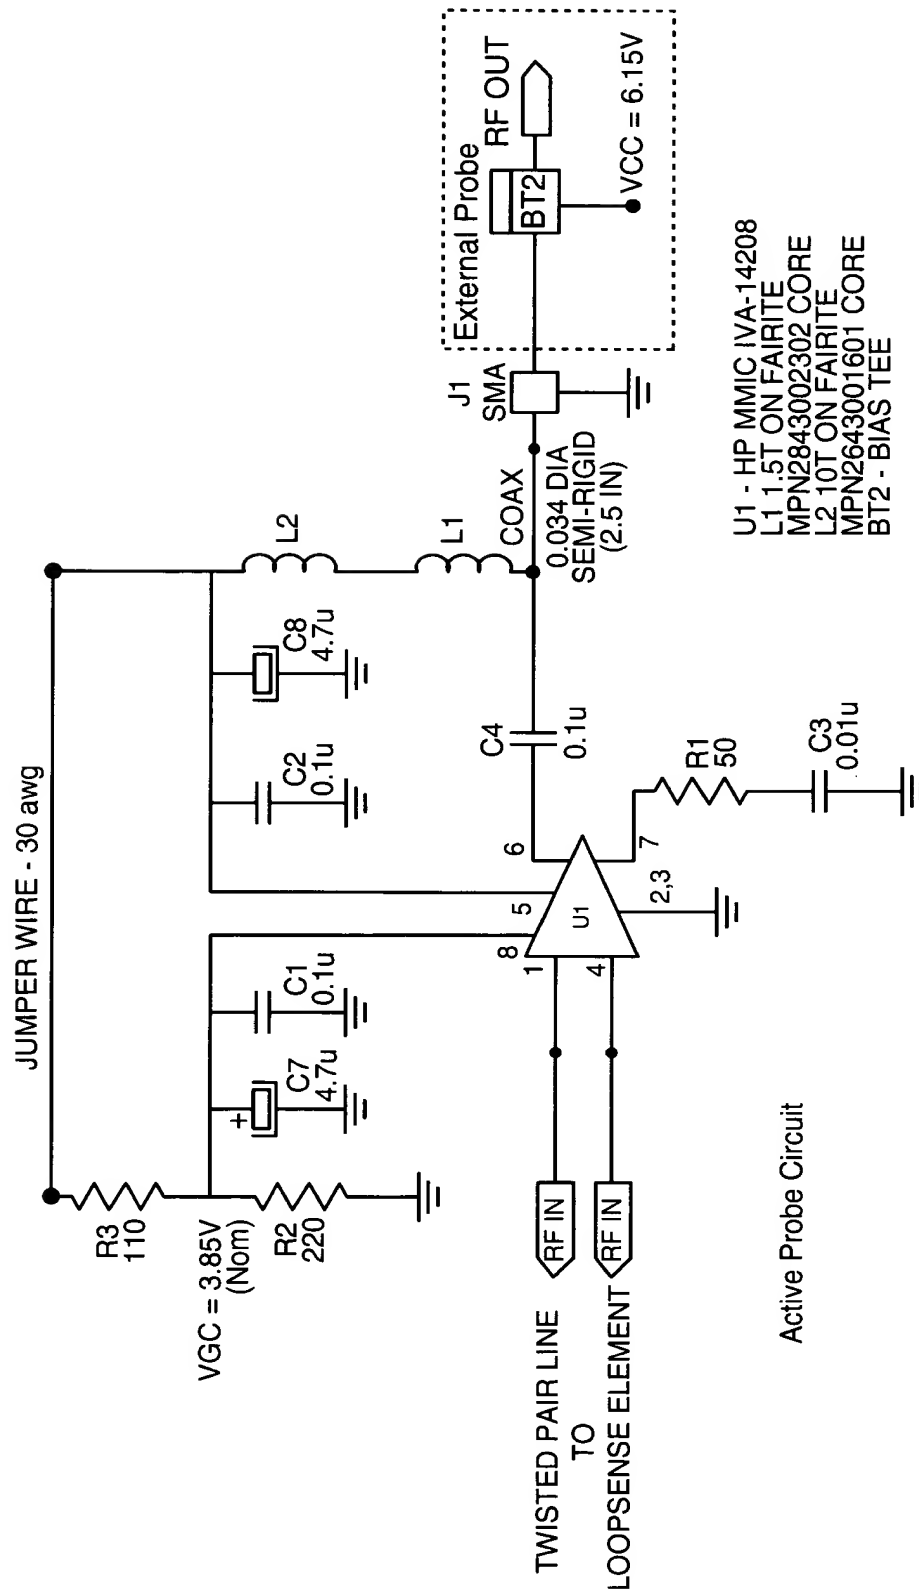 JUMPER WIRE - 30 awg
R3
110
VGC = 3.85V
(Nom)
R2
220
+
C7
4.7u
C1
0.1u
C2
0.1u
C8
4.7u
L2
L1
TWISTED PAIR LINE
TO
LOOPSENSE ELEMENT
RF IN
RF IN
1
4
8
5
6
7
2,3
U1
C4
0.1u
R1
50
C3
0.01u
COAX
0.034 DIA
SEMI-RIGID
(2.5 IN)
J1
SMA
External Probe
BT2
RF OUT
VCC = 6.15V
U1 - HP MMIC IVA-14208
L1 1.5T ON FAIRITE
MPN2843002302 CORE
L2 10T ON FAIRITE
MPN2643001601 CORE
BT2 - BIAS TEE
Active Probe Circuit